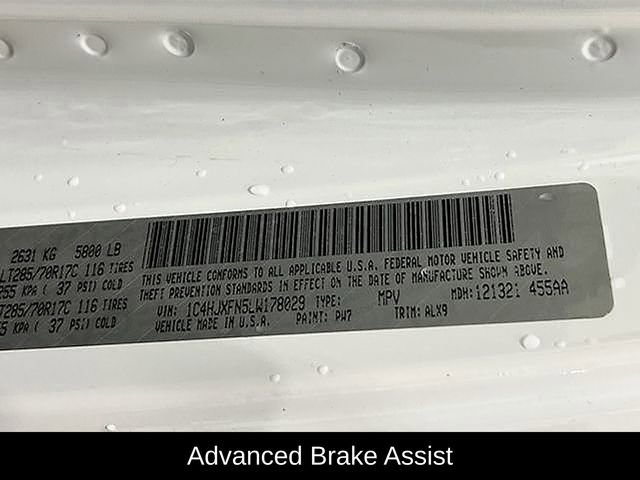 2631 KG 5800 LB
LT285/70R17C 116 TIRES
255 KPA ( 37 PSI) COLD
LT285/70R17C 116 TIRES
255 KPA ( 37 PSI) COLD
THIS VEHICLE CONFORMS TO ALL APPLICABLE U.S.A. FEDERAL MOTOR VEHICLE SAFETY AND
THEFT PREVENTION STANDARDS IN EFFECT ON THE DATE OF MANUFACTURE SHOWN ABOVE.
VIN: 1C4HJXFN5LW178029 TYPE: MPV MDH: 121321 455AA
VEHICLE MADE IN U.S.A. PAINT: PW7 TRIM: ALX9
Advanced Brake Assist